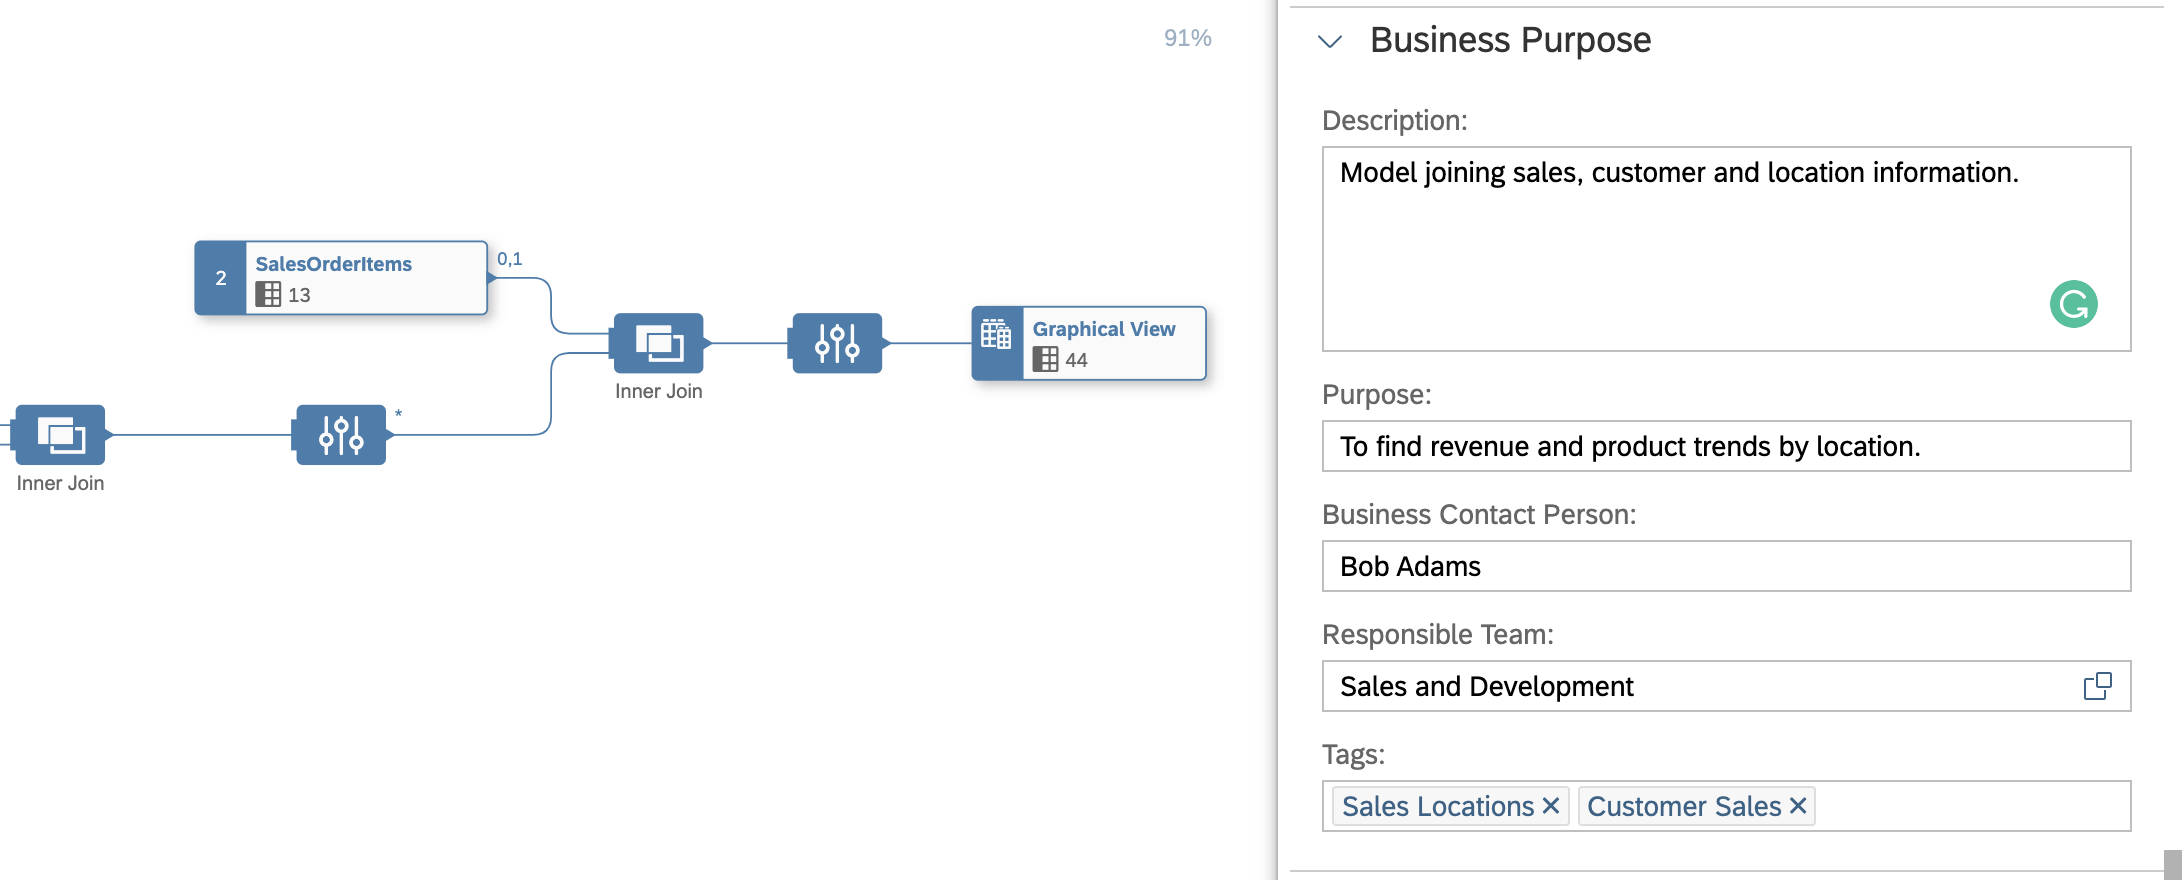 91%
2
SalesOrderItems
13
0,1
Inner Join
Graphical View
44
*
Inner Join
Business Purpose
Description:
Model joining sales, customer and location information.
Purpose:
To find revenue and product trends by location.
Business Contact Person:
Bob Adams
Responsible Team:
Sales and Development
Tags:
Sales Locations × Customer Sales ×